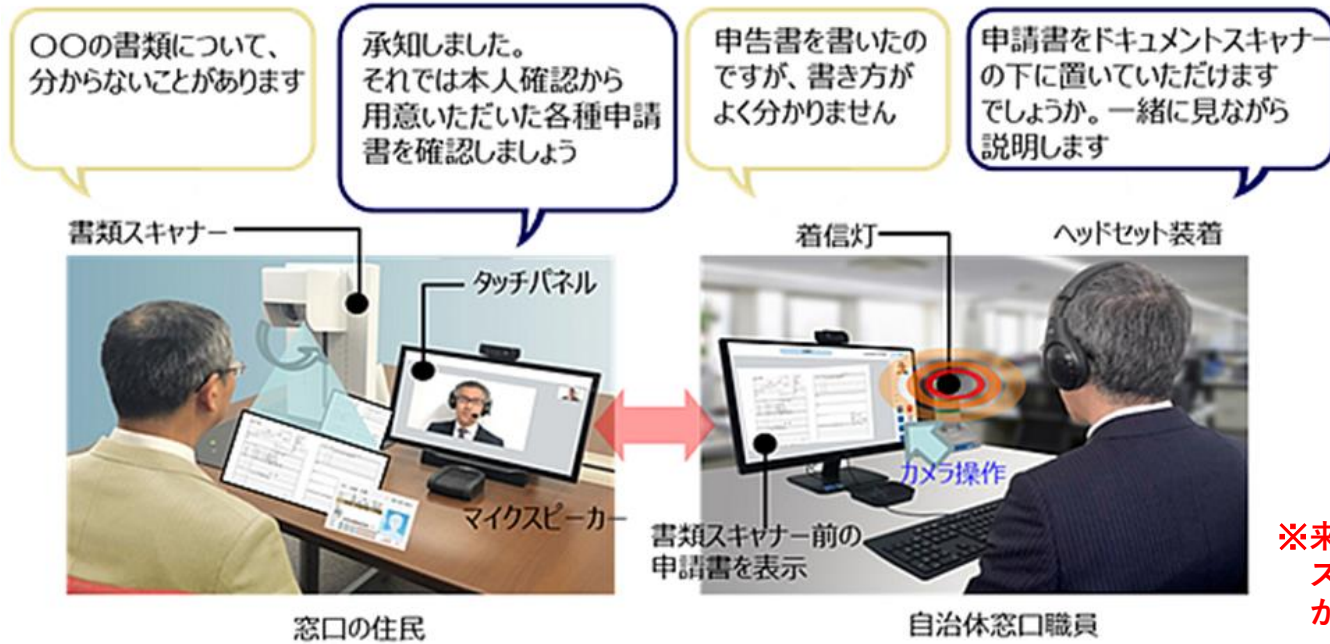 〇〇の書類について、
分からないことがあります
承知しました。
それでは本人確認から
用意いただいた各種申請
書を確認しましょう
申告書を書いたの
ですが、書き方が
よく分かりません
申請書をドキュメントスキャナー
の下に置いていただけます
でしょうか。一緒に見ながら
説明します
書類スキャナー
タッチパネル
マイクスピーカー
窓口の住民
着信灯
ヘッドセット装着
カメラ操作
書類スキャナー前の
申請書を表示
自治体窓口職員
※来
ス
か